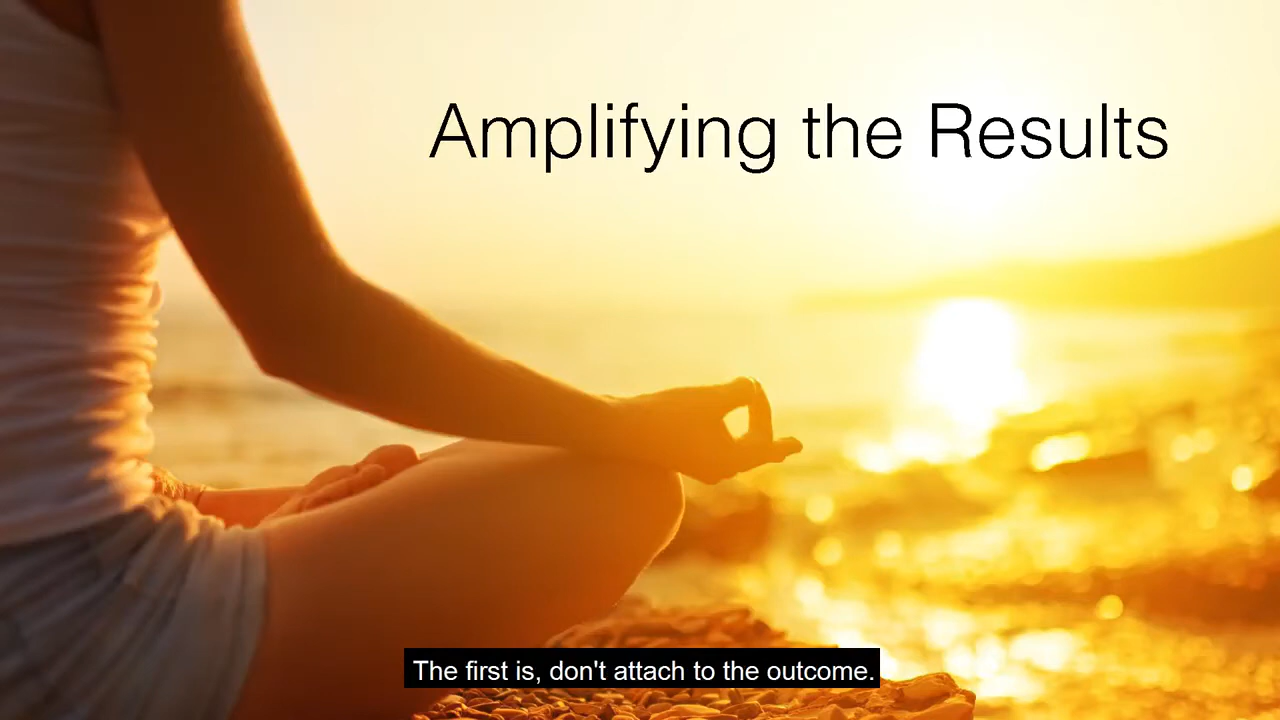 Amplifying the Results
The first is, don't attach to the outcome.